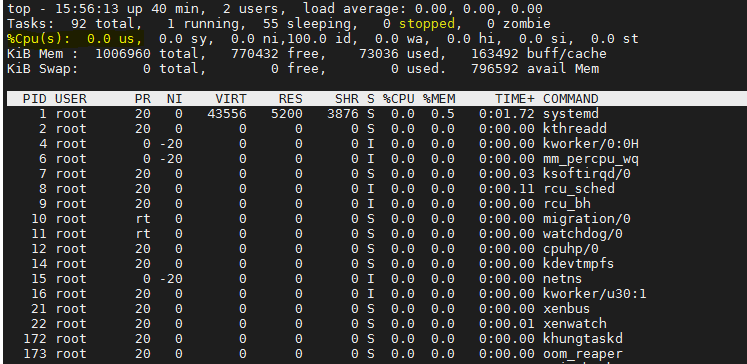 top - 15:56:13 up 40 min,  2 users,  load average: 0.00, 0.00, 0.00
Tasks:  92 total,   1 running,  55 sleeping,   0 stopped,   0 zombie
%Cpu(s):  0.0 us,  0.0 sy,  0.0 ni,100.0 id,  0.0 wa,  0.0 hi,  0.0 si,  0.0 st
KiB Mem :  1006960 total,   770432 free,    73036 used,   163492 buff/cache
KiB Swap:        0 total,        0 free,        0 used.   796592 avail Mem
PID USER      PR  NI    VIRT    RES    SHR S %CPU %MEM     TIME+ COMMAND
1 root      20   0   43556   5200   3876 S  0.0  0.5   0:01.72 systemd
2 root      20   0       0      0      0 S  0.0  0.0   0:00.00 kthreadd
4 root       0 -20       0      0      0 I  0.0  0.0   0:00.00 kworker/0:0H
6 root       0 -20       0      0      0 I  0.0  0.0   0:00.00 mm_percpu_wq
7 root      20   0       0      0      0 S  0.0  0.0   0:00.03 ksoftirqd/0
8 root      20   0       0      0      0 I  0.0  0.0   0:00.11 rcu_sched
9 root      20   0       0      0      0 I  0.0  0.0   0:00.00 rcu_bh
10 root      rt   0       0      0      0 S  0.0  0.0   0:00.00 migration/0
11 root      rt   0       0      0      0 S  0.0  0.0   0:00.00 watchdog/0
12 root      20   0       0      0      0 S  0.0  0.0   0:00.00 cpuhp/0
14 root      20   0       0      0      0 S  0.0  0.0   0:00.00 kdevtmpfs
15 root       0 -20       0      0      0 I  0.0  0.0   0:00.00 netns
16 root      20   0       0      0      0 I  0.0  0.0   0:00.00 kworker/u30:1
21 root      20   0       0      0      0 S  0.0  0.0   0:00.00 xenbus
22 root      20   0       0      0      0 S  0.0  0.0   0:00.01 xenwatch
172 root      20   0       0      0      0 S  0.0  0.0   0:00.00 khungtaskd
173 root      20   0       0      0      0 S  0.0  0.0   0:00.00 oom_reaper